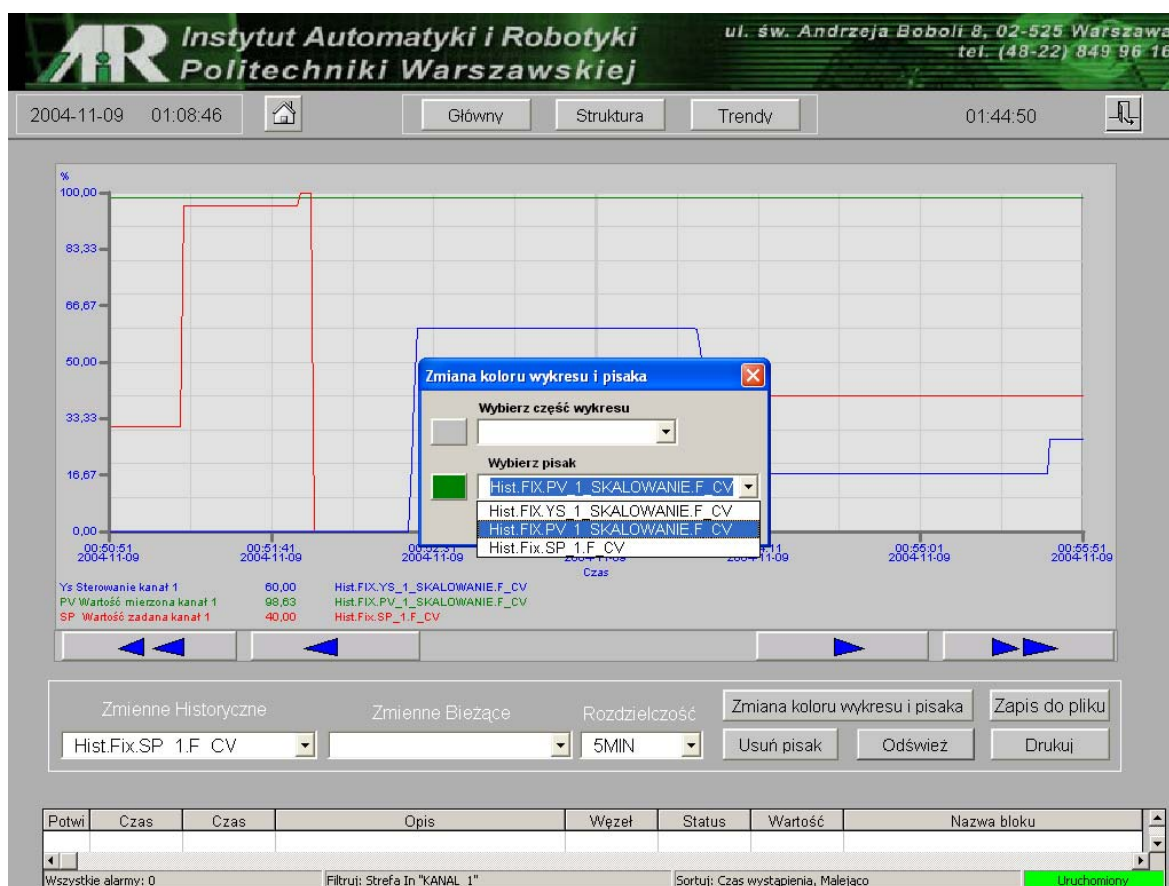 AiR Instytut Automatyki i Robotyki
Politechniki Warszawskiej
ul. św. Andrzeja Boboli 8, 02-525 Warszawa
tel. (48-22) 849 96 16
2004-11-09 01:08:46 Główny Struktura Trendy 01:44:50
%
100,00
83,33
66,67
50,00
33,33
16,67
0,00
Zmiana koloru wykresu i pisaka
Wybierz część wykresu
Wybierz pisak
Hist.FIX.PV_1_SKALOWANIE.F_CV
Hist.FIX.YS_1_SKALOWANIE.F_CV
Hist.FIX.PV_1_SKALOWANIE.F_CV
Hist.Fix.SP_1.F_CV
00:50:51 00:51:41 00:55:01 00:55:51
2004-11-09 2004-11-09 2004-11-09 2004-11-09 2004-11-09
Czas
Ys Sterowanie kanał 1 60,00 Hist.FIX.YS_1_SKALOWANIE.F_CV
PV Wartość mierzona kanał 1 98,63 Hist.FIX.PV_1_SKALOWANIE.F_CV
SP Wartość zadana kanał 1 40,00 Hist.Fix.SP_1.F_CV
Zmienne Historyczne Zmienne Bieżące Rozdzielczość
Zmiana koloru wykresu i pisaka Zapis do pliku
Hist.Fix.SP_1.F_CV 5MIN Usuń pisak Odśwież Drukuj
Potwi Czas Czas Opis Węzeł Status Wartość Nazwa bloku
Wszystkie alarmy: 0 Filtruj: Strefa In "KANAL_1" Sortuj: Czas wystąpienia, Malejąco Uruchomiony